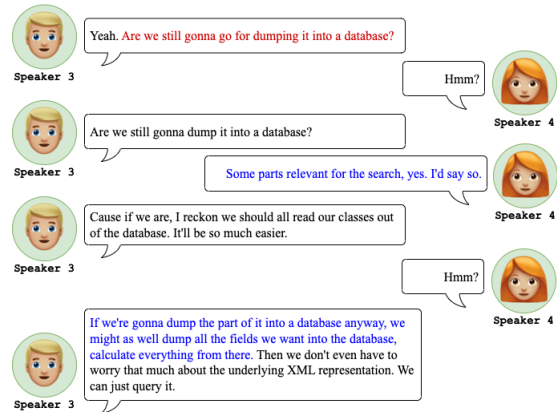 Yeah. Are we still gonna go for dumping it into a database?
Speaker 3
Hmm?
Speaker 4
Are we still gonna dump it into a database?
Speaker 3
Some parts relevant for the search, yes. I'd say so.
Speaker 4
Cause if we are, I reckon we should all read our classes out
of the database. It'll be so much easier.
Speaker 3
Hmm?
Speaker 4
If we're gonna dump the part of it into a database anyway, we
might as well dump all the fields we want into the database,
calculate everything from there. Then we don't even have to
worry that much about the underlying XML representation. We
can just query it.
Speaker 3